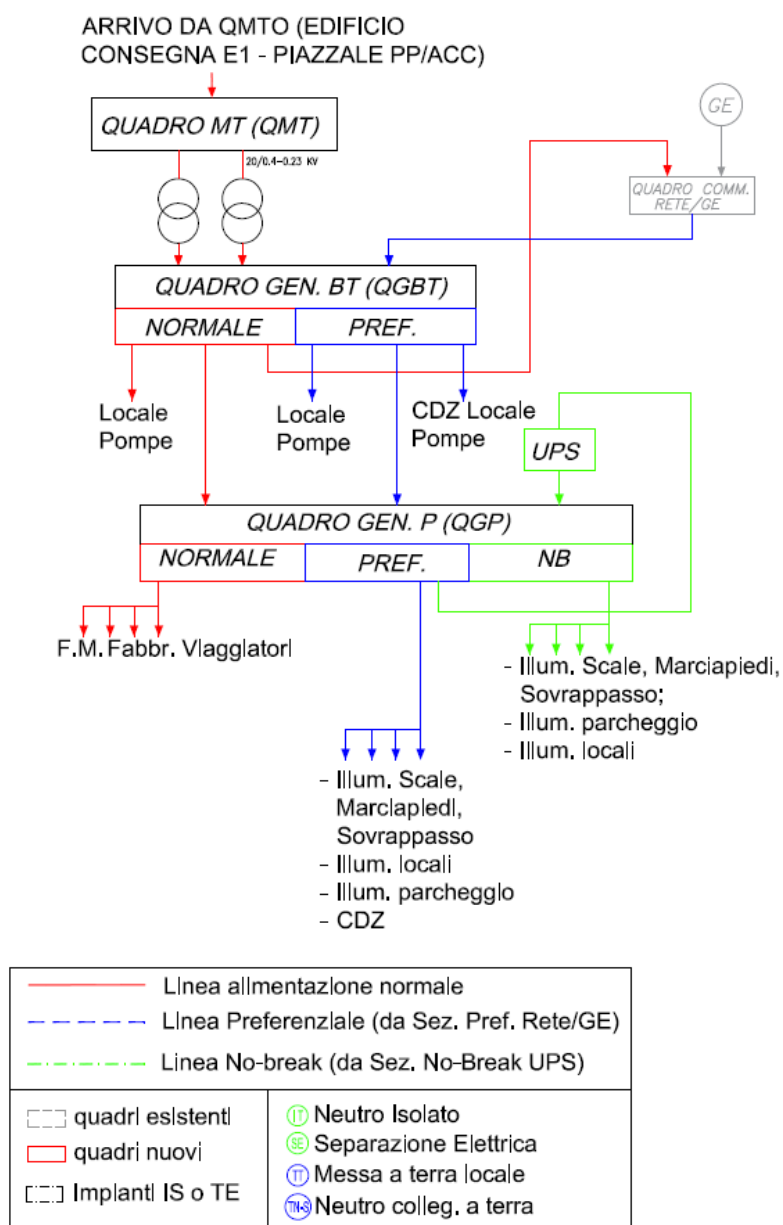 ARRIVO DA QMTO (EDIFICIO
CONSEGNA E1 - PIAZZALE PP/ACC)
QUADRO MT (QMT)
20/0.4-0.23 KV
GE
QUADRO COMM.
RETE/GE
QUADRO GEN. BT (QGBT)
NORMALE
PREF.
Locale
Pompe
Locale
Pompe
CDZ Locale
Pompe
UPS
QUADRO GEN. P (QGP)
NORMALE
PREF.
NB
F.M. Fabbr. Viaggiatori
- Illum. Scale, Marciapiedi,
Sovrappasso;
- Illum. parcheggio
- Illum. locali
- Illum. Scale,
Marciapiedi,
Sovrappasso
- Illum. locali
- Illum. parcheggio
- CDZ
Linea alimentazione normale
Linea Preferenziale (da Sez. Pref. Rete/GE)
Linea No-break (da Sez. No-Break UPS)
quadri esistenti
quadri nuovi
Impianti IS o TE
IT Neutro Isolato
SE Separazione Elettrica
TT Messa a terra locale
TN-S Neutro colleg. a terra